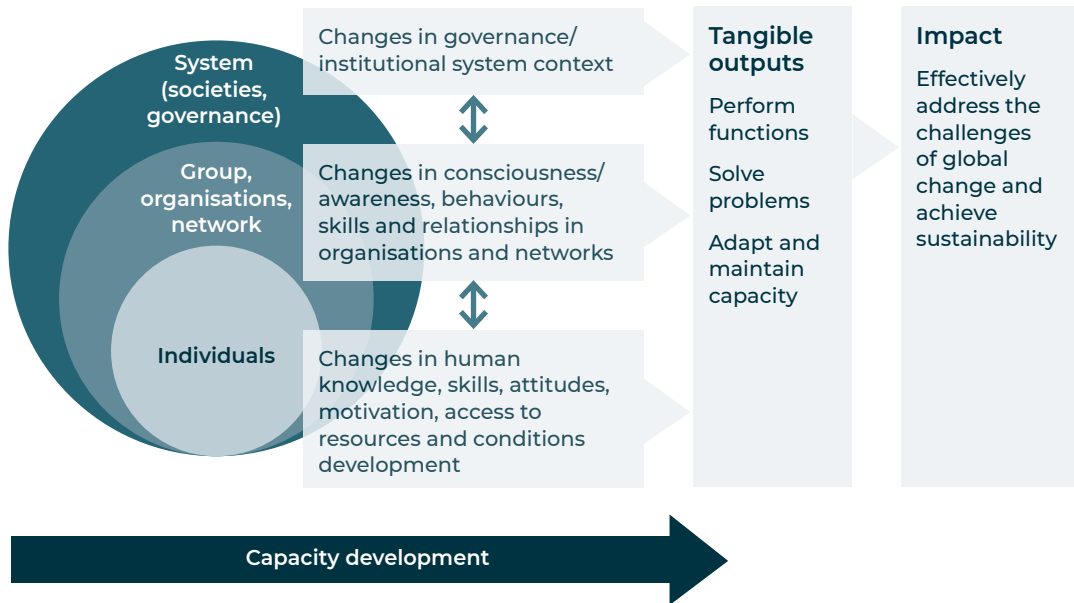 System
(societies,
governance)
Group,
organisations,
network
Individuals
Changes in governance/
institutional system context
Changes in consciousness/
awareness, behaviours,
skills and relationships in
organisations and networks
Changes in human
knowledge, skills, attitudes,
motivation, access to
resources and conditions
development
Tangible
outputs
Perform
functions
Solve
problems
Adapt and
maintain
capacity
Impact
Effectively
address the
challenges
of global
change and
achieve
sustainability
Capacity development